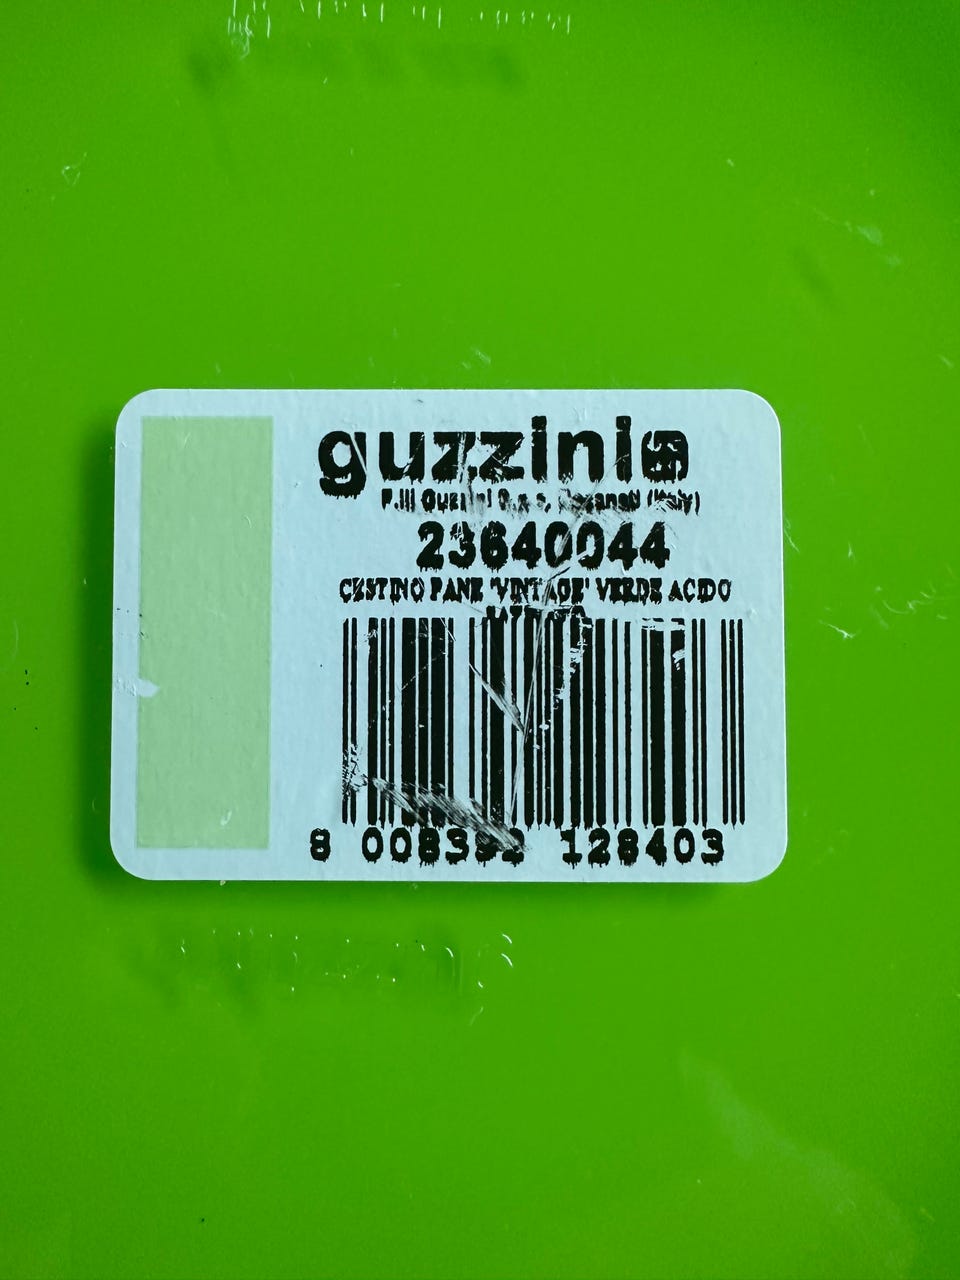 guzzini
F.lli Guzzini S.p.a, Recanati (Italy)
23640044
CESTINO PANE 'VINTAGE' VERDE ACIDO
8 008392 128403